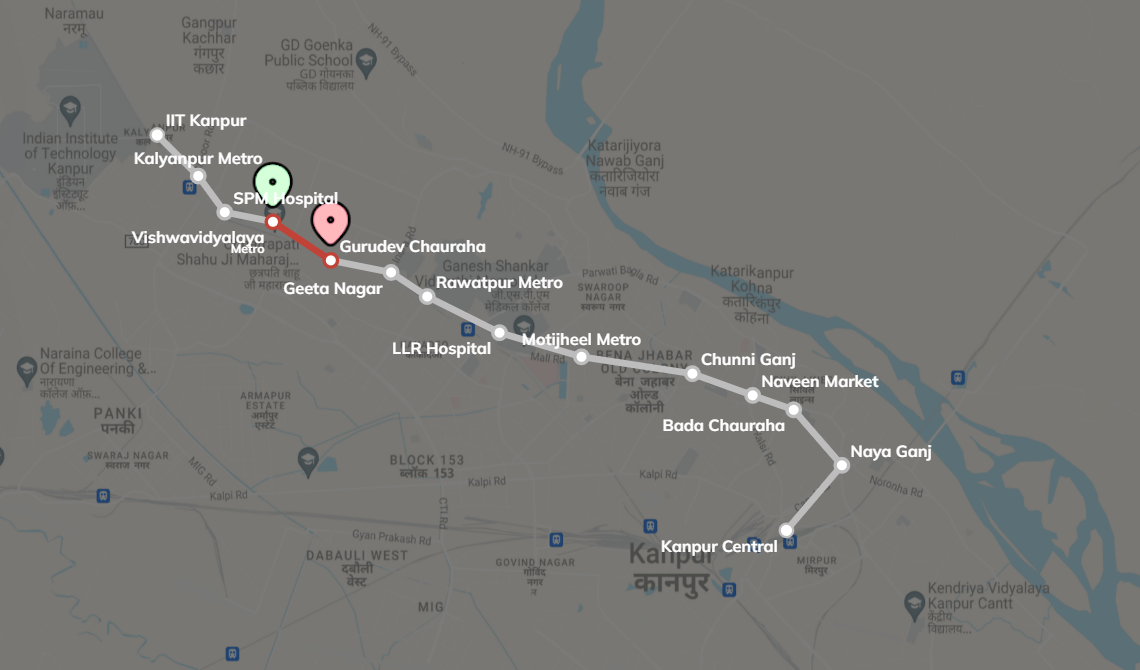 Naramau
नरमू
Gangpur
Kachhar
गंगपुर
कछार
GD Goenka
Public School
GD गोयनका
पब्लिक विद्यालय
NH-91 Bypass
Indian Institute
of Technology
Kanpur
इंडियन
इंस्टिट्यूट
ऑफ़...
IIT Kanpur
Kalyanpur Metro
SPM Hospital
Vishwavidyalaya
Metro
Shahu Ji Maharaj...
छत्रपति शाहू
Gurudev Chauraha
Geeta Nagar
NH-91 Bypass
Katarijiyora
Nawab Ganj
कतारिजियोरा
नवाब गंज
Ganesh Shankar
जी.एस.वी.एम
मेडिकल कॉलेज
Rawatpur Metro
Parwati Bagla Rd
SWAROOP
NAGAR
स्वरूप नगर
Katarikanpur
Kohna
कतारिकंपुर
कोहना
LLR Hospital
Motijheel Metro
Mall Rd
BENA JHABAR
OLD COLONY
बेना जहाबर
ओल्ड
कॉलोनी
Chunni Ganj
Naveen Market
Bada Chauraha
Naya Ganj
Noronha Rd
Kanpur Central
Naraina College
Of Engineering &...
नारायणा
कॉलेज ऑफ़...
PANKI
पनकी
ARMAPUR
ESTATE
अर्मापुर
एस्टेट
SWARAJ NAGAR
स्वराज नगर
MIG Rd
Kalpi Rd
BLOCK 153
ब्लॉक 153
Kalpi Rd
Kalpi Rd
CTI Rd
Gyan Prakash Rd
DABAULI WEST
दबौली
वेस्ट
GOVIND NAGAR
गोविंद
नगर
MIG
Kanpur
कानपुर
MIRPUR
मिरपुर
Kendriya Vidyalaya
Kanpur Cantt
केंद्रीय
विद्यालय...